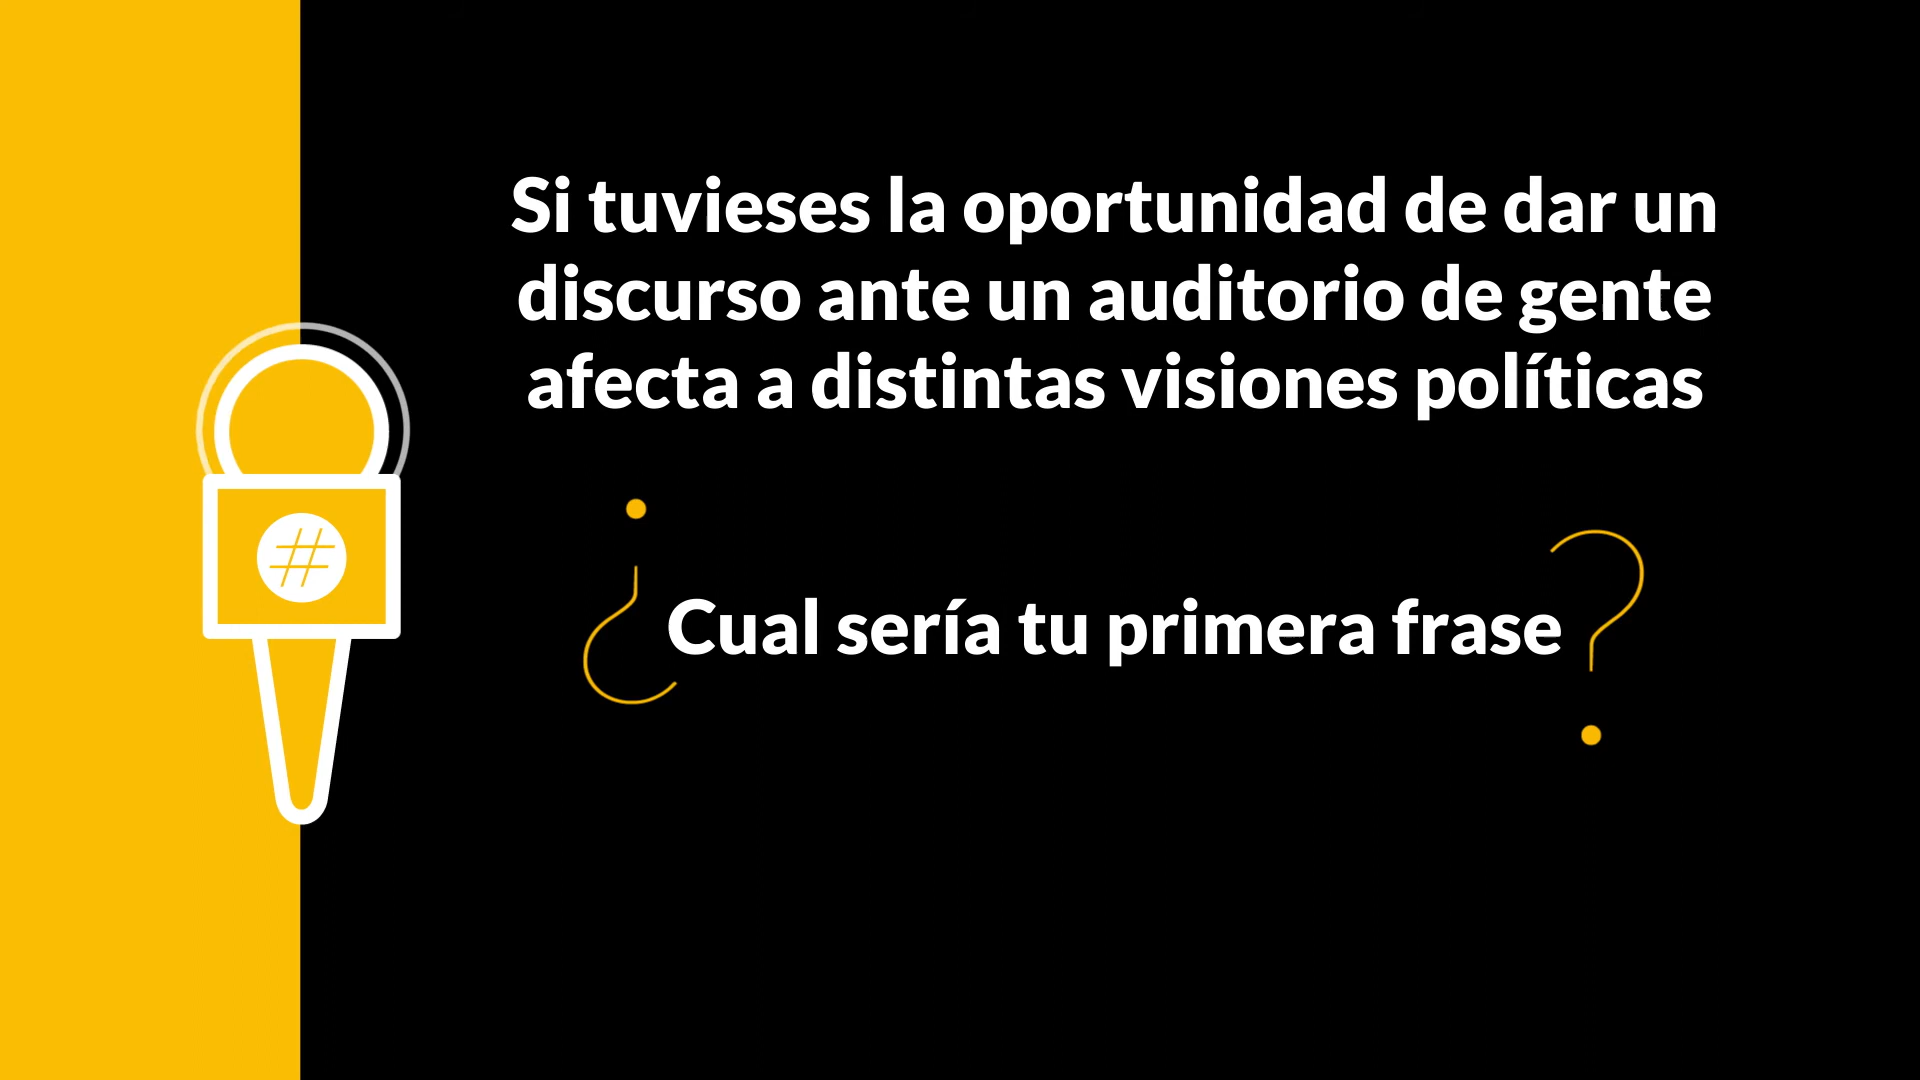 Si tuvieses la oportunidad de dar un
discurso ante un auditorio de gente
afecta a distintas visiones políticas
¿Cual sería tu primera frase?
#